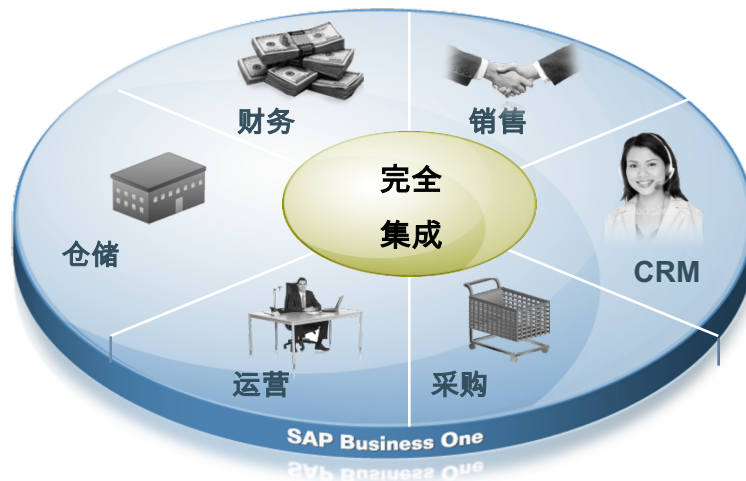 财务
销售
完全
集成
仓储
CRM
运营
采购
SAP Business One